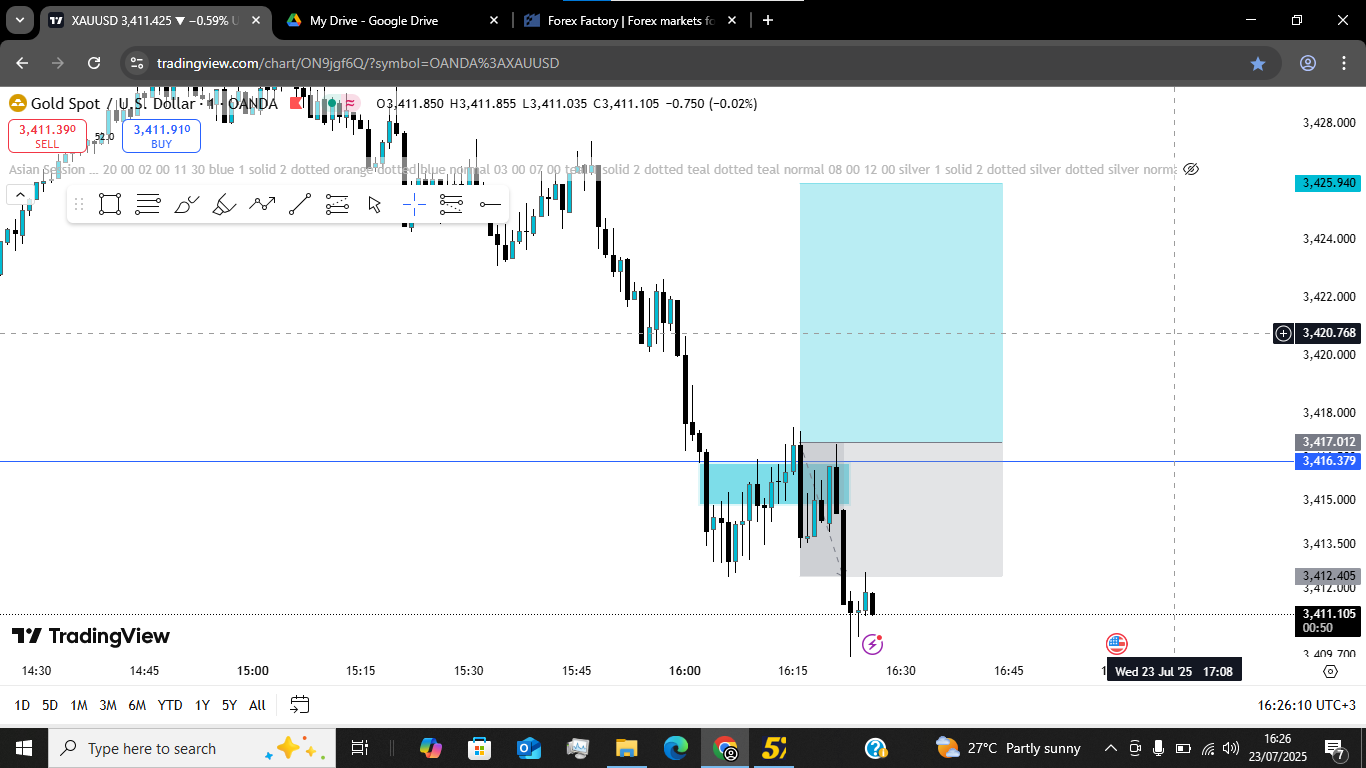 XAUUSD 3,411.425 ▼ −0.59% U
My Drive - Google Drive
Forex Factory | Forex markets fo
tradingview.com/chart/ON9jgf6Q/?symbol=OANDA%3AXAUUSD
Gold Spot / U.S. Dollar · 1 · OANDA O3,411.850 H3,411.855 L3,411.035 C3,411.105 −0.750 (−0.02%)
3,411.390 SELL
52.0
3,411.910 BUY
Asian Session ... 20 00 02 00 11 30 blue 1 solid 2 dotted orange dotted blue normal 03 00 07 00 teal 1 solid 2 dotted teal dotted teal normal 08 00 12 00 silver 1 solid 2 dotted silver dotted silver norma
3,428.000
3,425.940
3,424.000
3,422.000
3,420.768
3,420.000
3,418.000
3,417.012
3,416.379
3,415.000
3,413.500
3,412.405
3,412.000
3,411.105
00:50
3,409.700
TradingView
14:30 14:45 15:00 15:15 15:30 15:45 16:00 16:15 16:30 16:45
Wed 23 Jul '25 17:08
1D 5D 1M 3M 6M YTD 1Y 5Y All
16:26:10 UTC+3
Type here to search
27°C Partly sunny
16:26
23/07/2025
7